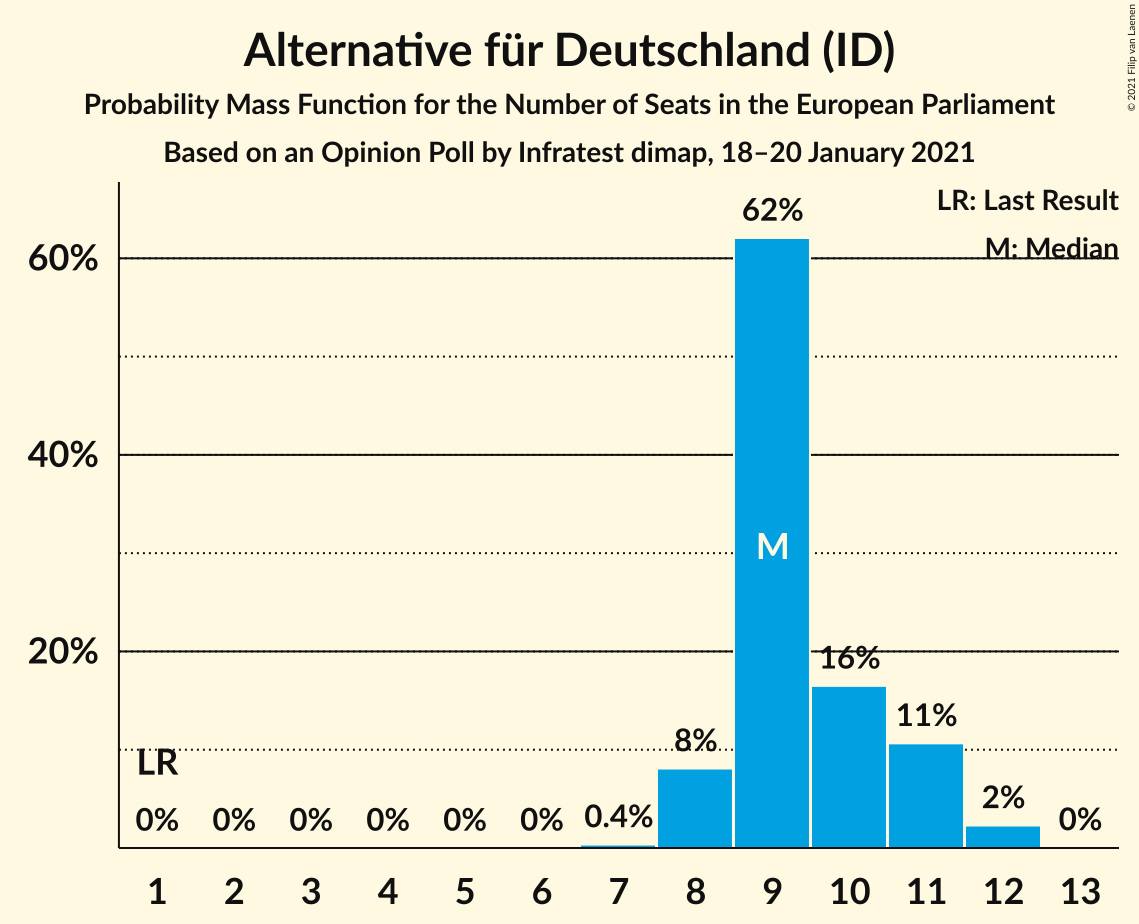 Alternative für Deutschland (ID)
Probability Mass Function for the Number of Seats in the European Parliament
Based on an Opinion Poll by Infratest dimap, 18–20 January 2021
© 2021 Filip van Laenen
LR: Last Result
M: Median
62%
60%
40%
M
20%
16%
11%
8%
LR
2%
0% 0% 0% 0% 0% 0% 0.4% 0%
1 2 3 4 5 6 7 8 9 10 11 12 13